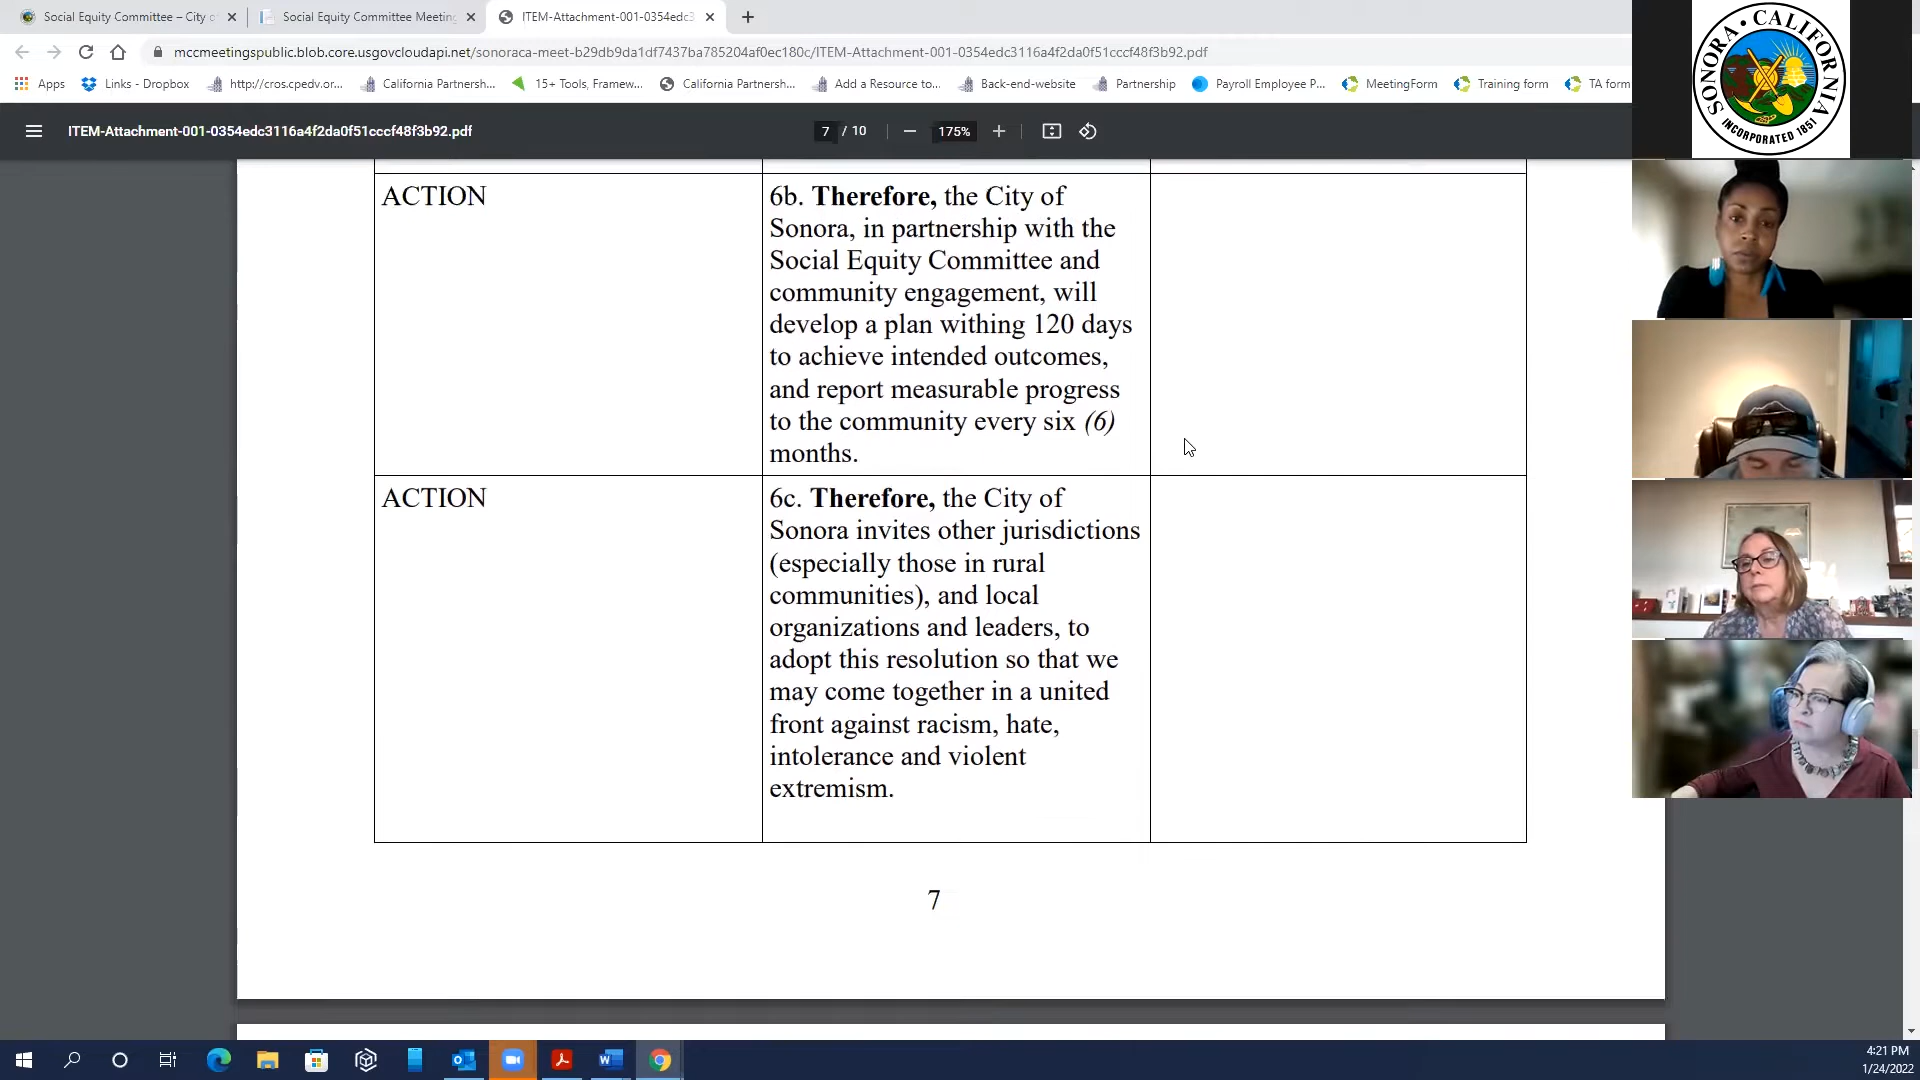 Social Equity Committee – City o
Social Equity Committee Meeting
ITEM-Attachment-001-0354edc3
mccmeetingspublic.blob.core.usgovcloudapi.net/sonoraca-meet-b29db9da1df7437ba785204af0ec180c/ITEM-Attachment-001-0354edc3116a4f2da0f51cccf48f3b92.pdf
Apps
Links - Dropbox
http://cros.cpedv.or...
California Partnersh...
15+ Tools, Framew...
California Partnersh...
Add a Resource to...
Back-end-website
Partnership
Payroll Employee P...
MeetingForm
Training form
TA form
ITEM-Attachment-001-0354edc3116a4f2da0f51cccf48f3b92.pdf
7 / 10
175%
SONORA • CALIFORNIA
INCORPORATED 1851
ACTION
6b. Therefore, the City of
Sonora, in partnership with the
Social Equity Committee and
community engagement, will
develop a plan withing 120 days
to achieve intended outcomes,
and report measurable progress
to the community every six (6)
months.
ACTION
6c. Therefore, the City of
Sonora invites other jurisdictions
(especially those in rural
communities), and local
organizations and leaders, to
adopt this resolution so that we
may come together in a united
front against racism, hate,
intolerance and violent
extremism.
7
4:21 PM
1/24/2022